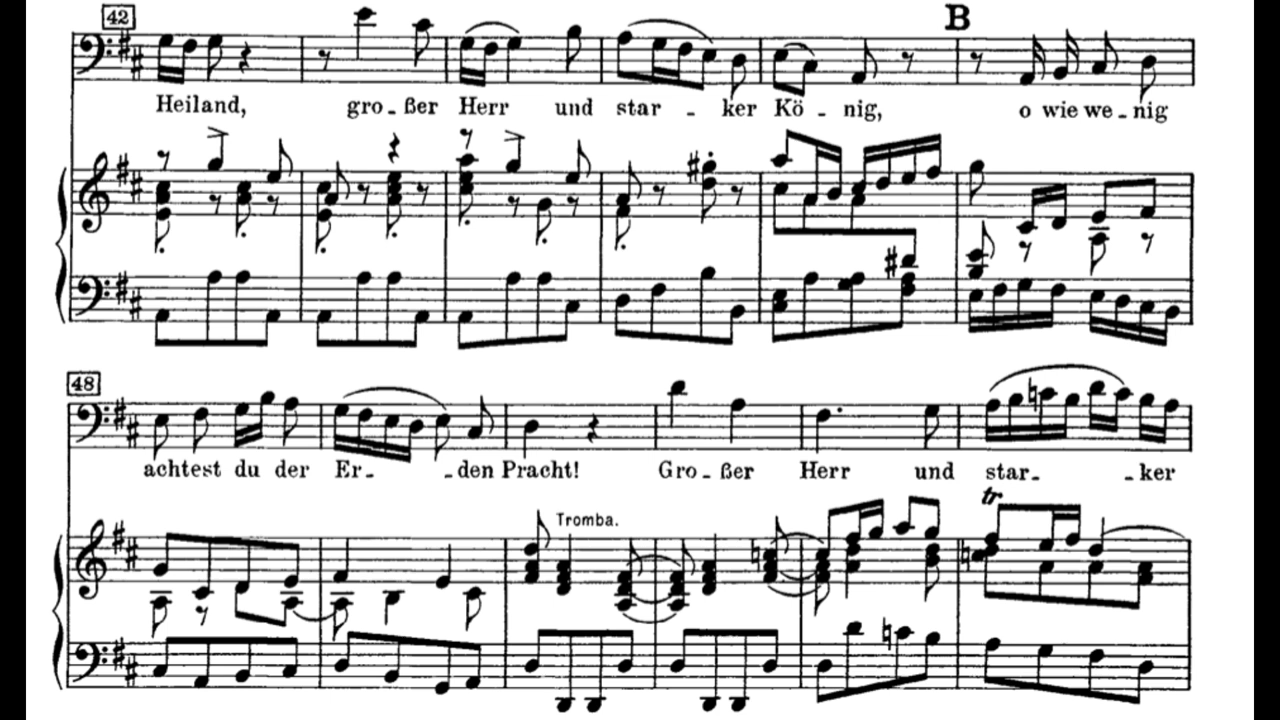 42
B
Heiland, gro - ßer Herr und star - ker Kö - nig, o wie we - nig
48
achtest du der Er - - den Pracht! Gro - ßer Herr und star - - ker
Tromba.
tr